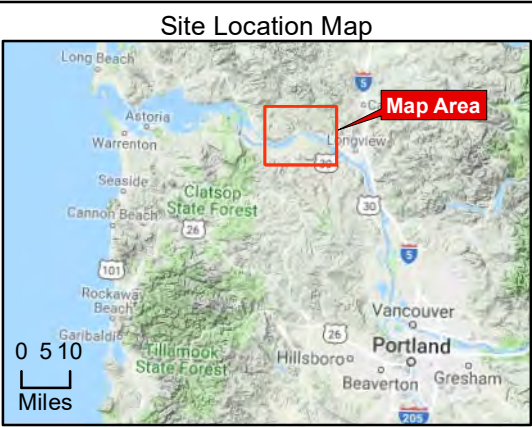 Site Location Map
Long Beach
5
Map Area
Astoria
Warrenton
Longview
30
Seaside
Clatsop
State Forest
Cannon Beach
26
30
101
5
Rockaway
Beach
Vancouver
Garibaldi
26
Portland
0 5 10
Tillamook
State Forest
Hillsboro
Gresham
Beaverton
Miles
205